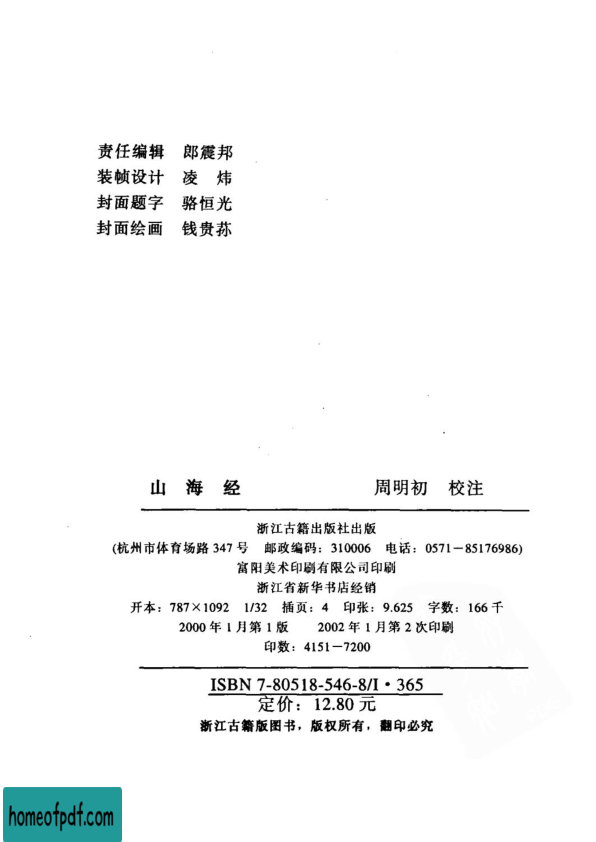 责任编辑 郎震邦
装帧设计 凌 炜
封面题字 骆恒光
封面绘画 钱贵荪
山 海 经 周明初 校注
浙江古籍出版社出版
(杭州市体育场路 347 号 邮政编码: 310006 电话: 0571-85176986)
富阳美术印刷有限公司印刷
浙江省新华书店经销
开本: 787×1092 1/32 插页: 4 印张: 9.625 字数: 166 千
2000 年 1 月第 1 版 2002 年 1 月第 2 次印刷
印数: 4151-7200
ISBN 7-80518-546-8/I·365
定价: 12.80 元
浙江古籍版图书，版权所有，翻印必究
homeofpdf.com